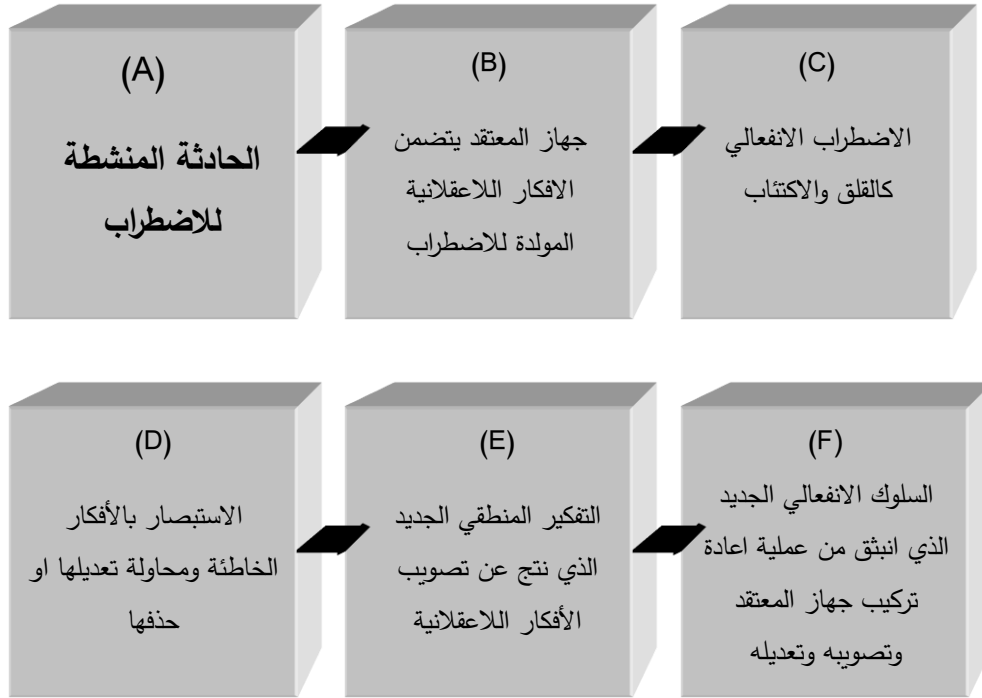 (A)
الحادثة المنشطة
للاضطراب
(B)
جهاز المعتقد يتضمن
الافكار اللاعقلانية
المولدة للاضطراب
(C)
الاضطراب الانفعالي
كالقلق والاكتئاب
(D)
الاستبصار بالأفكار
الخاطئة ومحاولة تعديلها او
حذفها
(E)
التفكير المنطقي الجديد
الذي نتج عن تصويب
الأفكار اللاعقلانية
(F)
السلوك الانفعالي الجديد
الذي انبثق من عملية اعادة
تركيب جهاز المعتقد
وتصويبه وتعديله